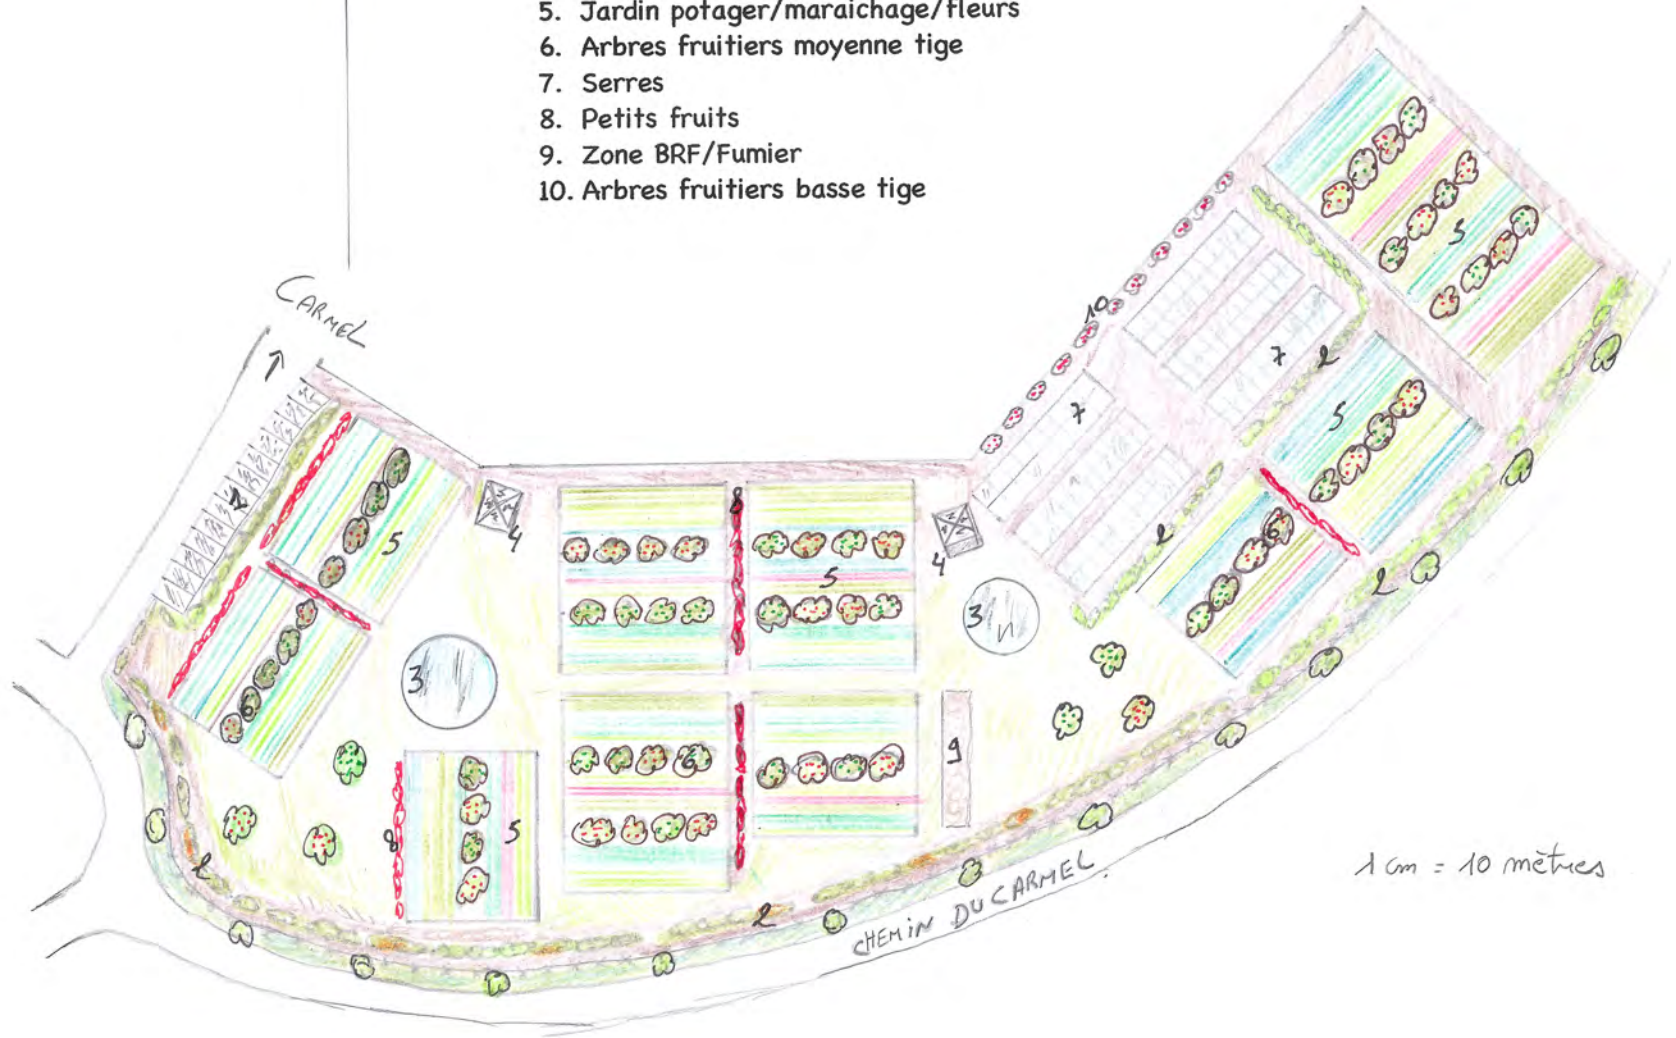 5. Jardin potager/maraichage/fleurs
6. Arbres fruitiers moyenne tige
7. Serres
8. Petits fruits
9. Zone BRF/Fumier
10. Arbres fruitiers basse tige
CARMEL
5
10
7
2
7
5
1
5
4
8
5
4
6
2
2
3
3
6
6
9
8
5
2
2
1 cm = 10 mètres
CHEMIN DU CARMEL